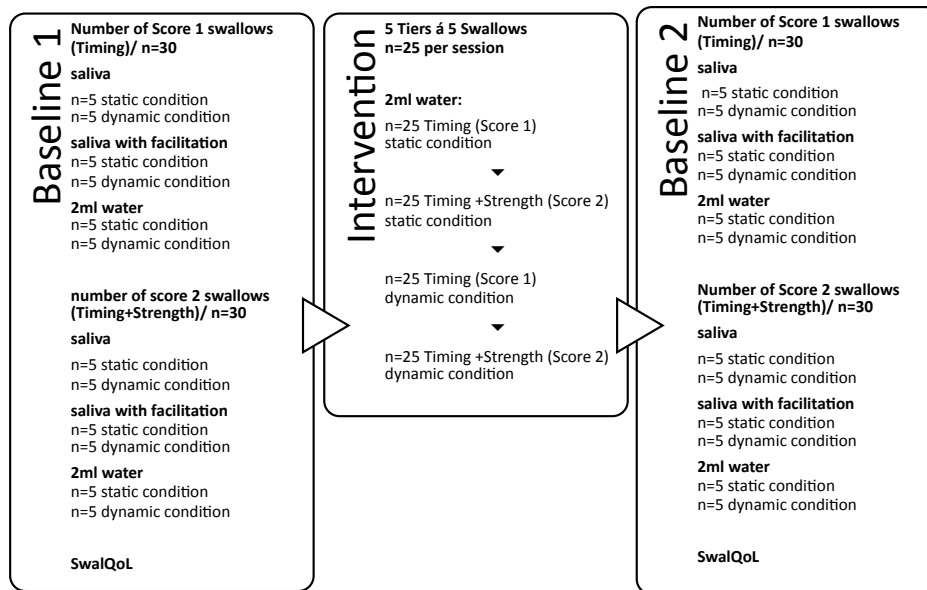 Baseline 1
Number of Score 1 swallows
(Timing)/ n=30
saliva
n=5 static condition
n=5 dynamic condition
saliva with facilitation
n=5 static condition
n=5 dynamic condition
2ml water
n=5 static condition
n=5 dynamic condition
number of score 2 swallows
(Timing+Strength)/ n=30
saliva
n=5 static condition
n=5 dynamic condition
saliva with facilitation
n=5 static condition
n=5 dynamic condition
2ml water
n=5 static condition
n=5 dynamic condition
SwalQoL
Intervention
5 Tiers á 5 Swallows
n=25 per session
2ml water:
n=25 Timing (Score 1)
static condition
n=25 Timing +Strength (Score 2)
static condition
n=25 Timing (Score 1)
dynamic condition
n=25 Timing +Strength (Score 2)
dynamic condition
Baseline 2
Number of Score 1 swallows
(Timing)/ n=30
saliva
n=5 static condition
n=5 dynamic condition
saliva with facilitation
n=5 static condition
n=5 dynamic condition
2ml water
n=5 static condition
n=5 dynamic condition
Number of Score 2 swallows
(Timing+Strength)/ n=30
saliva
n=5 static condition
n=5 dynamic condition
saliva with facilitation
n=5 static condition
n=5 dynamic condition
2ml water
n=5 static condition
n=5 dynamic condition
SwalQoL